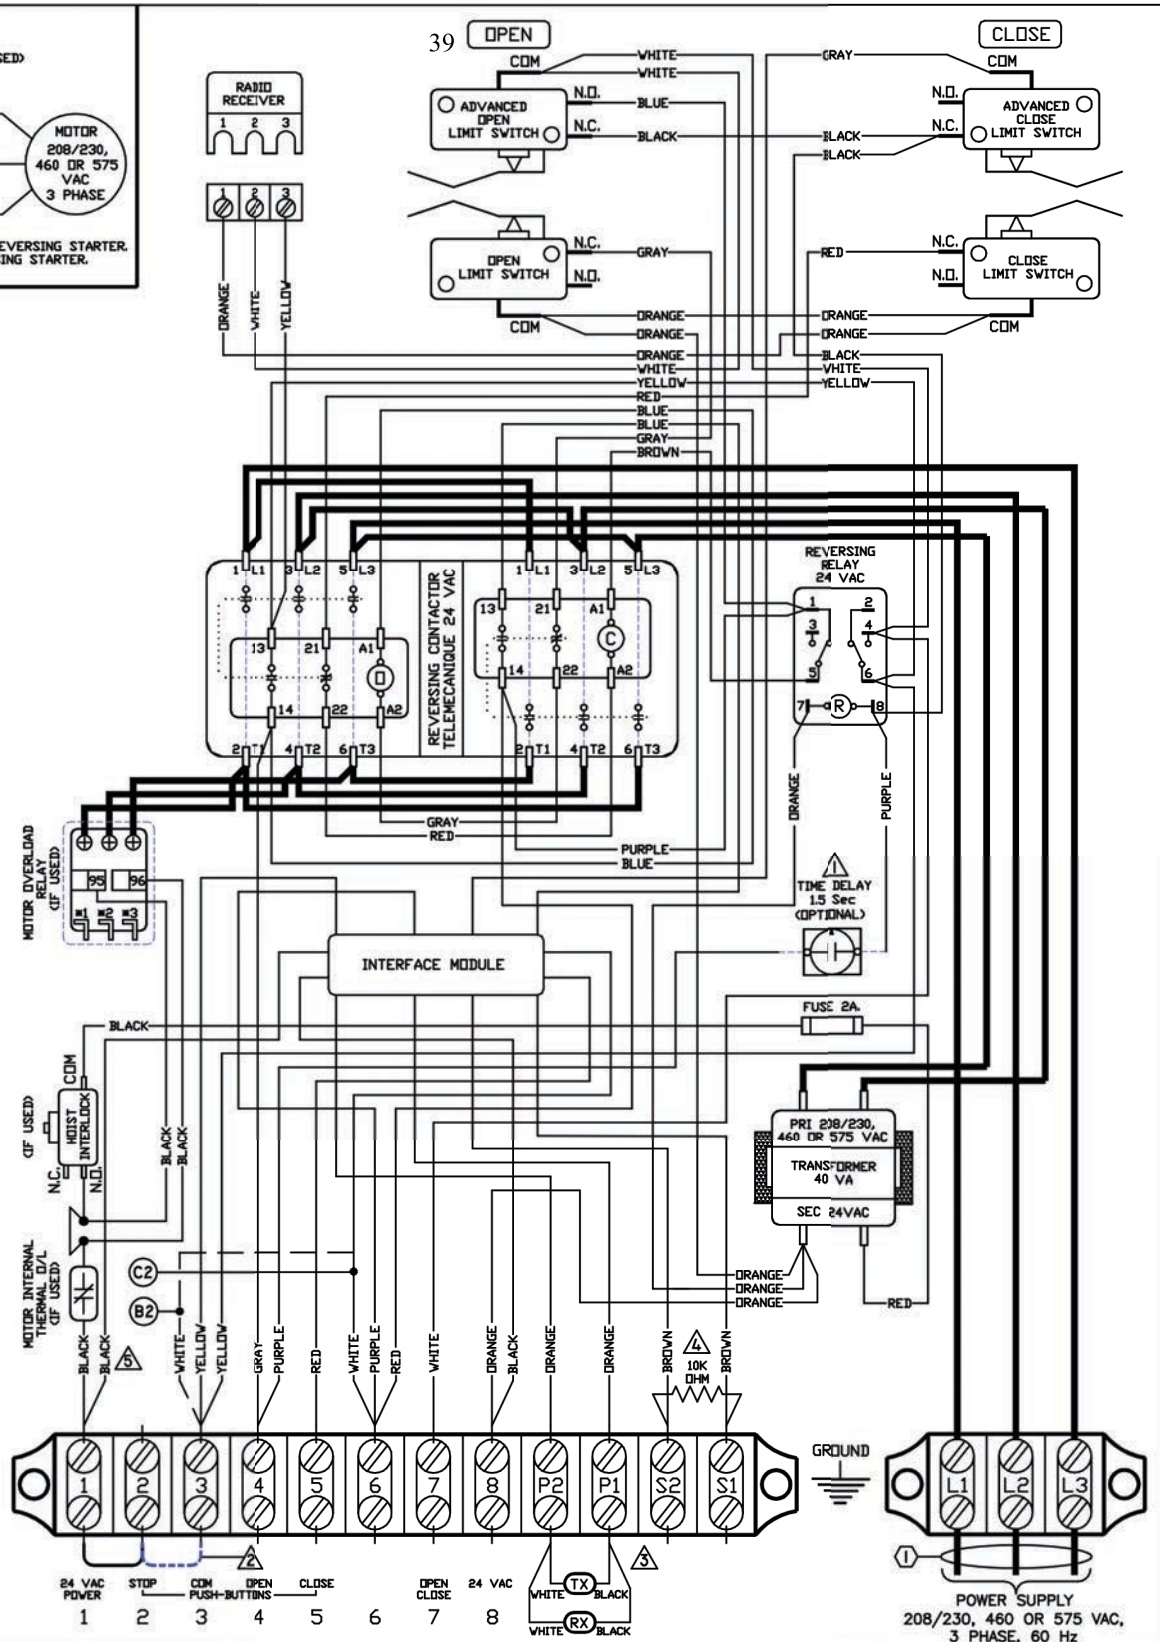 39
OPEN
CLOSE
SED)
MOTOR
208/230,
460 OR 575
VAC
3 PHASE
EVERSING STARTER.
ING STARTER.
RADIO
RECEIVER
1 2 3
1 2 3
ORANGE
WHITE
YELLOW
COM
ADVANCED
OPEN
LIMIT SWITCH
N.O.
N.C.
OPEN
LIMIT SWITCH
N.C.
N.O.
COM
COM
ADVANCED
CLOSE
LIMIT SWITCH
N.O.
N.C.
CLOSE
LIMIT SWITCH
N.C.
N.O.
COM
WHITE
WHITE
BLUE
BLACK
GRAY
ORANGE
ORANGE
ORANGE
WHITE
YELLOW
RED
BLUE
BLUE
GRAY
BROWN
GRAY
BLACK
BLACK
RED
ORANGE
ORANGE
BLACK
WHITE
YELLOW
1 L1 3 L2 5 L3
13 21 A1
O
14 22 A2
2 T1 4 T2 6 T3
REVERSING CONTACTOR
TELEMECANIQUE 24 VAC
1 L1 3 L2 5 L3
13 21 A1
C
14 22 A2
2 T1 4 T2 6 T3
REVERSING
RELAY
24 VAC
1 2
3 4
5 6
7 R 8
ORANGE
PURPLE
GRAY
RED
PURPLE
BLUE
MOTOR OVERLOAD
RELAY
(IF USED)
95 96
*1 *2 *3
1
TIME DELAY
1.5 Sec
(OPTIONAL)
INTERFACE MODULE
FUSE 2A.
BLACK
COM
HOIST
INTERLOCK
(IF USED)
N.C.
N.O.
BLACK
BLACK
PRI 208/230,
460 OR 575 VAC
TRANSFORMER
40 VA
SEC 24VAC
ORANGE
ORANGE
ORANGE
RED
MOTOR INTERNAL
THERMAL O/L
(IF USED)
C2
B2
BLACK
BLACK
5
WHITE
YELLOW
YELLOW
GRAY
PURPLE
RED
WHITE
PURPLE
RED
WHITE
ORANGE
BLACK
ORANGE
ORANGE
BROWN
4
10K
OHM
BROWN
1 2 3 4 5 6 7 8 P2 P1 S2 S1
GROUND
L1 L2 L3
2
3
1
24 VAC
POWER
STOP
COM
PUSH-BUTTONS
OPEN
CLOSE
OPEN
CLOSE
24 VAC
1 2 3 4 5 6 7 8
WHITE TX BLACK
WHITE RX BLACK
POWER SUPPLY
208/230, 460 OR 575 VAC,
3 PHASE, 60 Hz